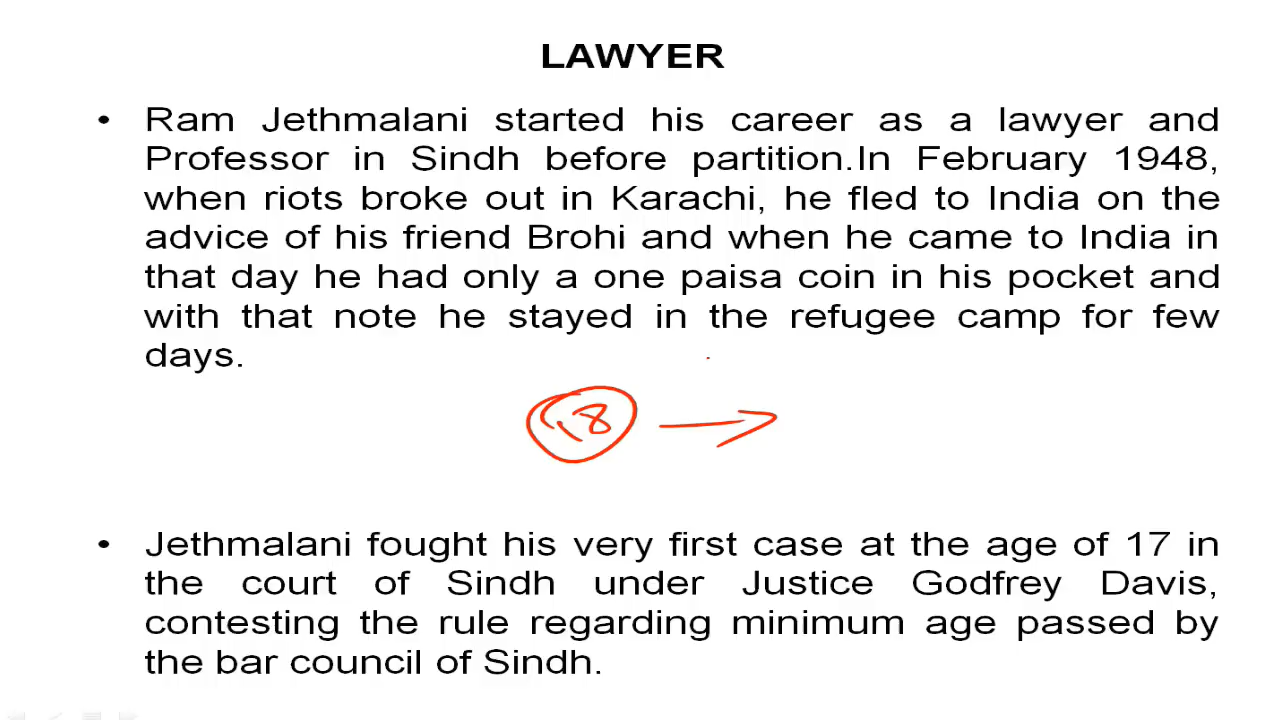 LAWYER
• Ram Jethmalani started his career as a lawyer and
Professor in Sindh before partition.In February 1948,
when riots broke out in Karachi, he fled to India on the
advice of his friend Brohi and when he came to India in
that day he had only a one paisa coin in his pocket and
with that note he stayed in the refugee camp for few
days.
18
• Jethmalani fought his very first case at the age of 17 in
the court of Sindh under Justice Godfrey Davis,
contesting the rule regarding minimum age passed by
the bar council of Sindh.